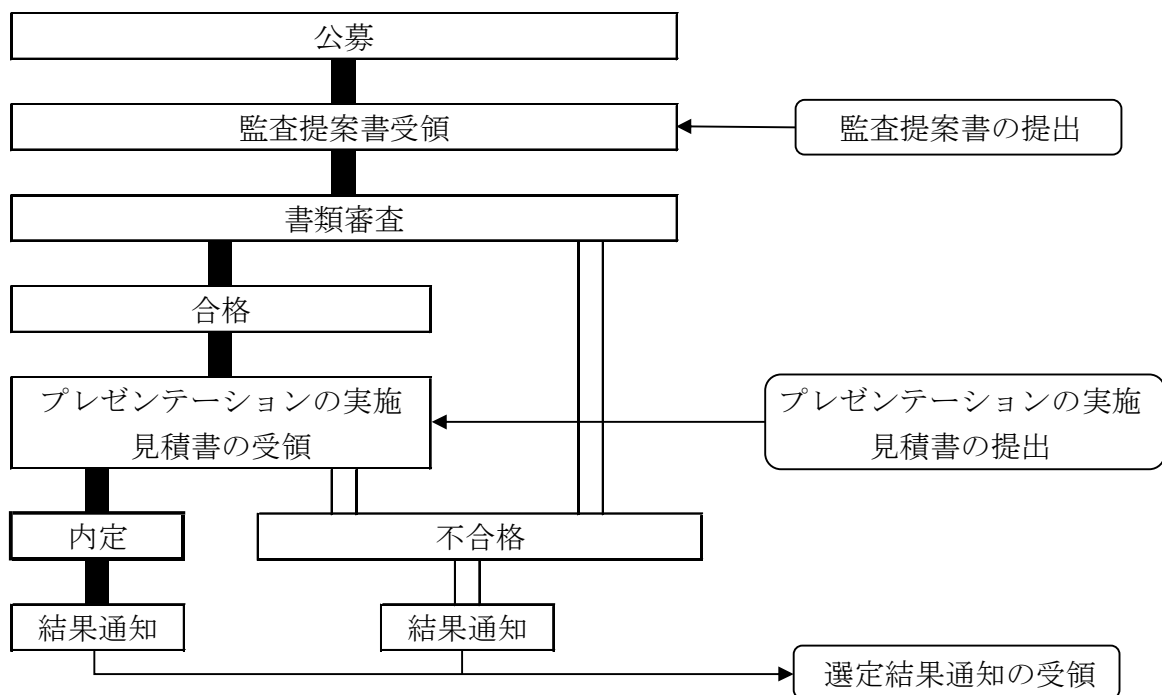 公募
監査提案書受領
監査提案書の提出
書類審査
合格
プレゼンテーションの実施
見積書の受領
プレゼンテーションの実施
見積書の提出
内定
不合格
結果通知
結果通知
選定結果通知の受領